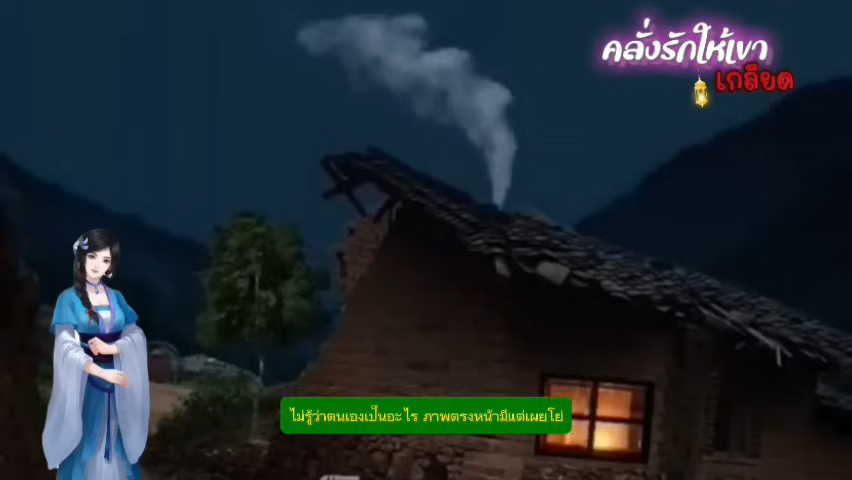 คลั่งรักให้เขา
เกลียด
ไม่รู้ว่าตนเองเป็นอะไร ภาพตรงหน้ามีแต่เผยโย่